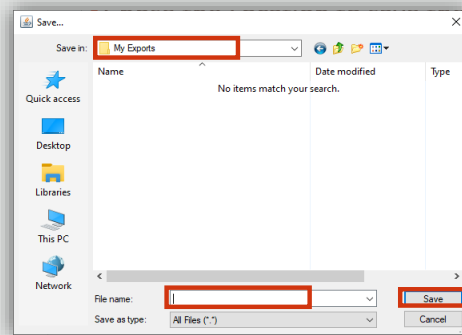 Save...
Save in: My Exports
Name Date modified Type
No items match your search.
Quick access
Desktop
Libraries
This PC
Network
File name: Save
Save as type: All Files (*.*) Cancel